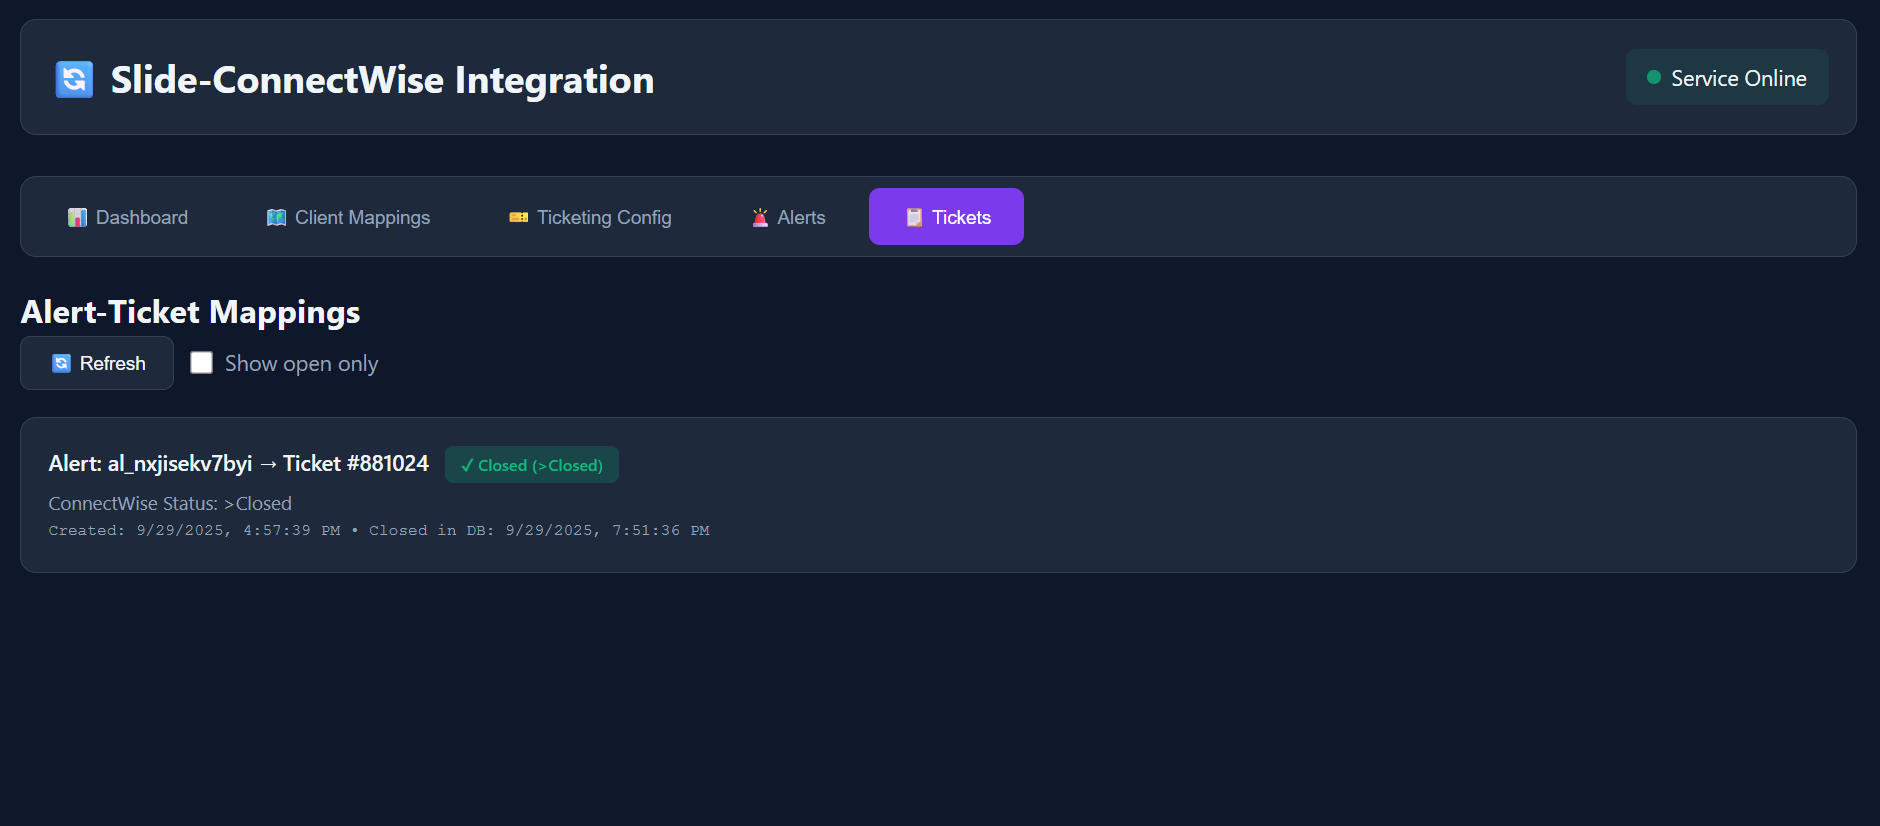 Slide-ConnectWise Integration
Service Online
Dashboard
Client Mappings
Ticketing Config
Alerts
Tickets
Alert-Ticket Mappings
Refresh
Show open only
Alert: al_nxjisekv7byi → Ticket #881024 ✓ Closed (>Closed)
ConnectWise Status: >Closed
Created: 9/29/2025, 4:57:39 PM • Closed in DB: 9/29/2025, 7:51:36 PM